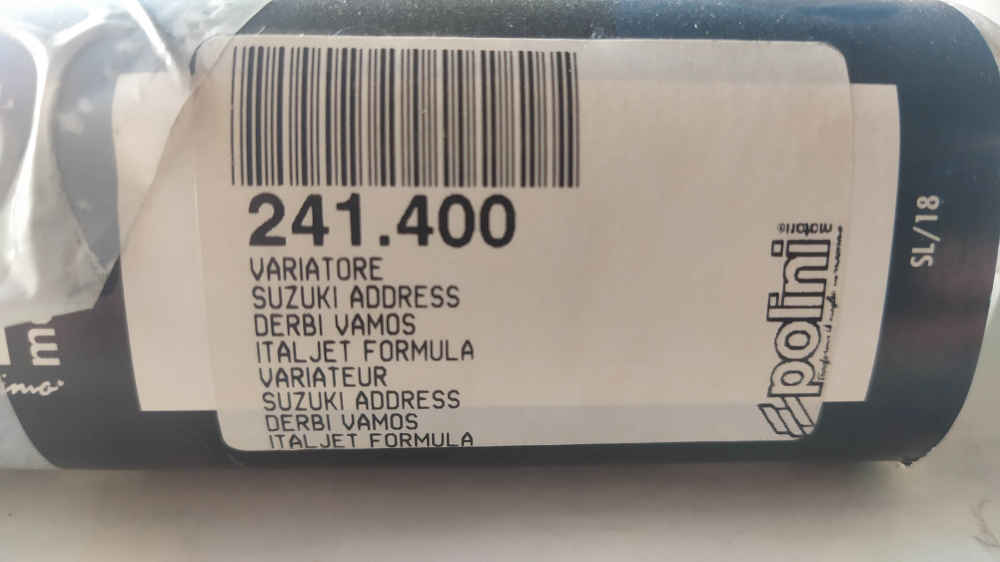 241.400
VARIATORE
SUZUKI ADDRESS
DERBI VAMOS
ITALJET FORMULA
VARIATEUR
SUZUKI ADDRESS
DERBI VAMOS
ITALJET FORMULA
polini
motori
SL/18
m